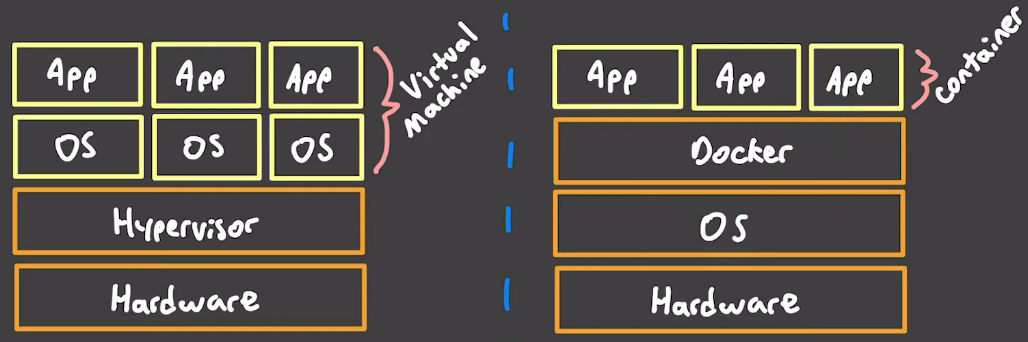 App App App
Virtual
Machine
OS OS OS
Hypervisor
Hardware
App App App
container
Docker
OS
Hardware